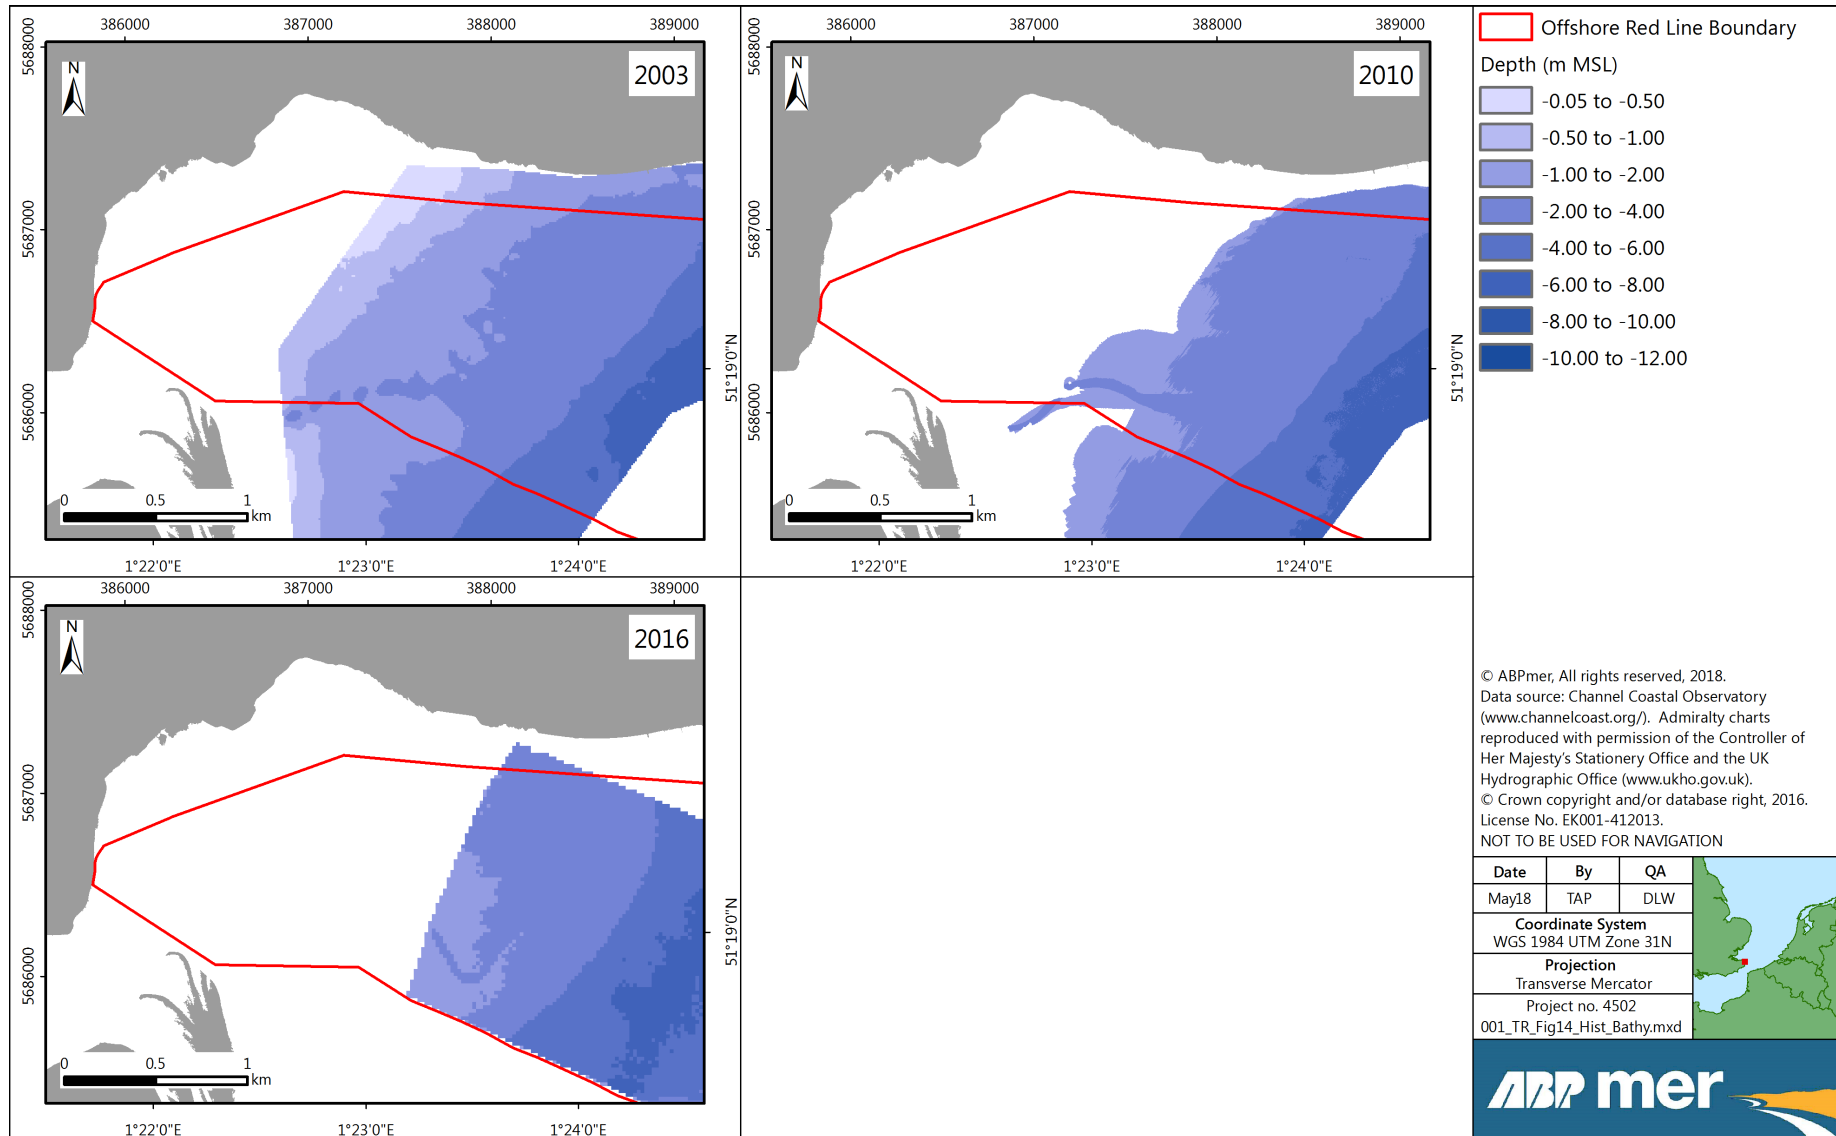 386000 387000 388000 389000
5688000
5687000
5686000
N
2003
51°19'0"N
0 0.5 1
km
1°22'0"E 1°23'0"E 1°24'0"E
386000 387000 388000 389000
5688000
5687000
5686000
N
2010
51°19'0"N
0 0.5 1
km
1°22'0"E 1°23'0"E 1°24'0"E
386000 387000 388000 389000
5688000
5687000
5686000
N
2016
51°19'0"N
0 0.5 1
km
1°22'0"E 1°23'0"E 1°24'0"E
Offshore Red Line Boundary
Depth (m MSL)
-0.05 to -0.50
-0.50 to -1.00
-1.00 to -2.00
-2.00 to -4.00
-4.00 to -6.00
-6.00 to -8.00
-8.00 to -10.00
-10.00 to -12.00
© ABPmer, All rights reserved, 2018.
Data source: Channel Coastal Observatory
(www.channelcoast.org/). Admiralty charts
reproduced with permission of the Controller of
Her Majesty's Stationery Office and the UK
Hydrographic Office (www.ukho.gov.uk).
© Crown copyright and/or database right, 2016.
License No. EK001-412013.
NOT TO BE USED FOR NAVIGATION
Date By QA
May18 TAP DLW
Coordinate System
WGS 1984 UTM Zone 31N
Projection
Transverse Mercator
Project no. 4502
001_TR_Fig14_Hist_Bathy.mxd
ABP mer